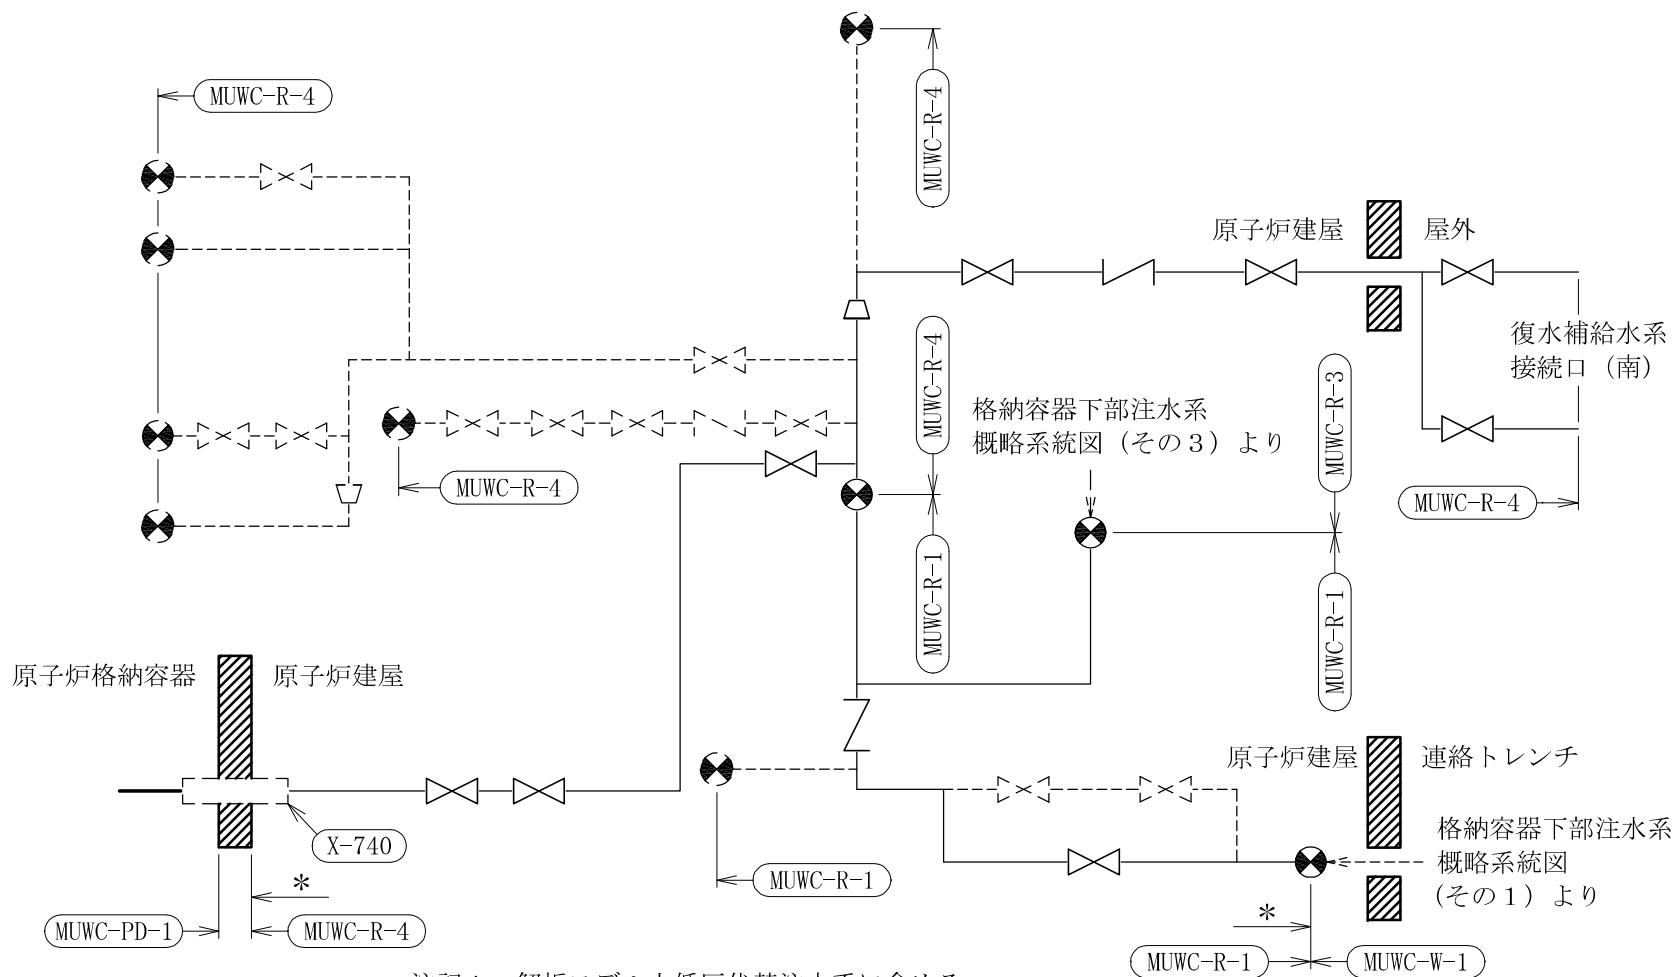 MUWC-R-4
MUWC-R-4
原子炉建屋
屋外
復水補給水系
接続口（南）
MUWC-R-4
MUWC-R-3
格納容器下部注水系
概略系統図（その３）より
MUWC-R-4
MUWC-R-4
MUWC-R-1
MUWC-R-1
原子炉格納容器
原子炉建屋
原子炉建屋
連絡トレンチ
X-740
格納容器下部注水系
概略系統図
（その１）より
MUWC-R-1
*
*
MUWC-PD-1
MUWC-R-4
MUWC-R-1
MUWC-W-1